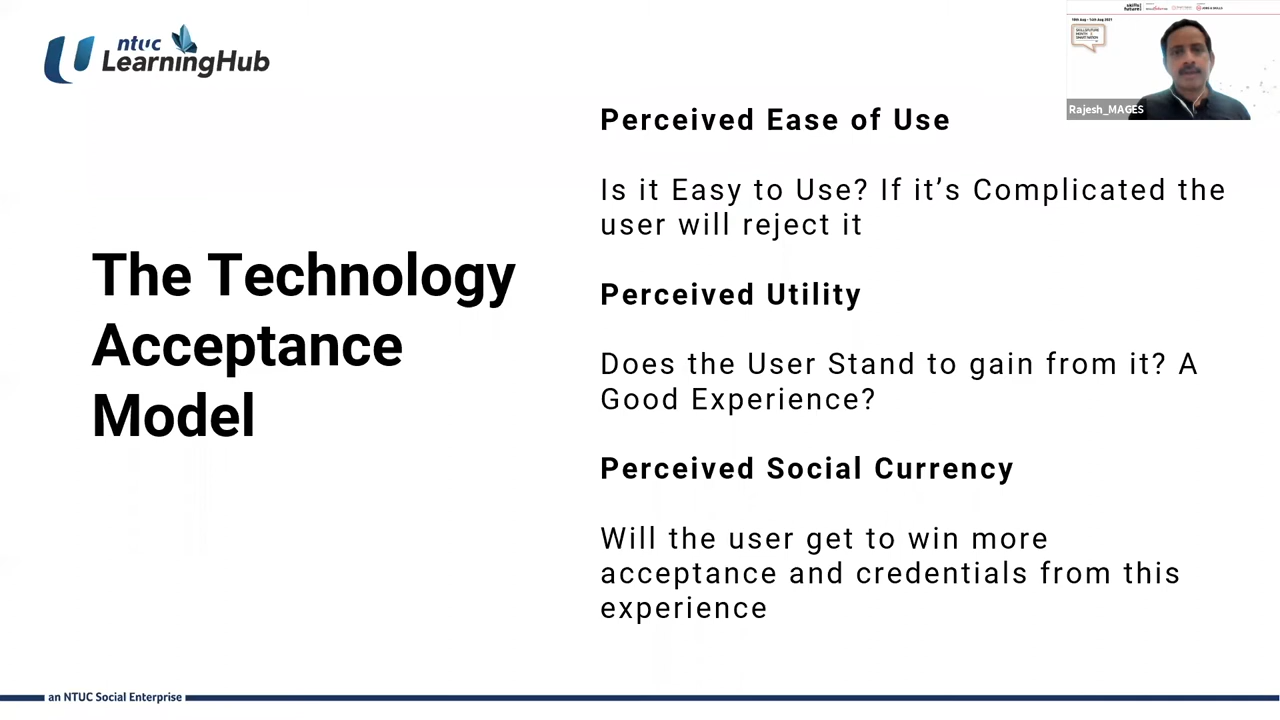 ntuc
LearningHub
The Technology
Acceptance
Model
Perceived Ease of Use
Is it Easy to Use? If it’s Complicated the
user will reject it
Perceived Utility
Does the User Stand to gain from it? A
Good Experience?
Perceived Social Currency
Will the user get to win more
acceptance and credentials from this
experience
Rajesh_MAGES
an NTUC Social Enterprise